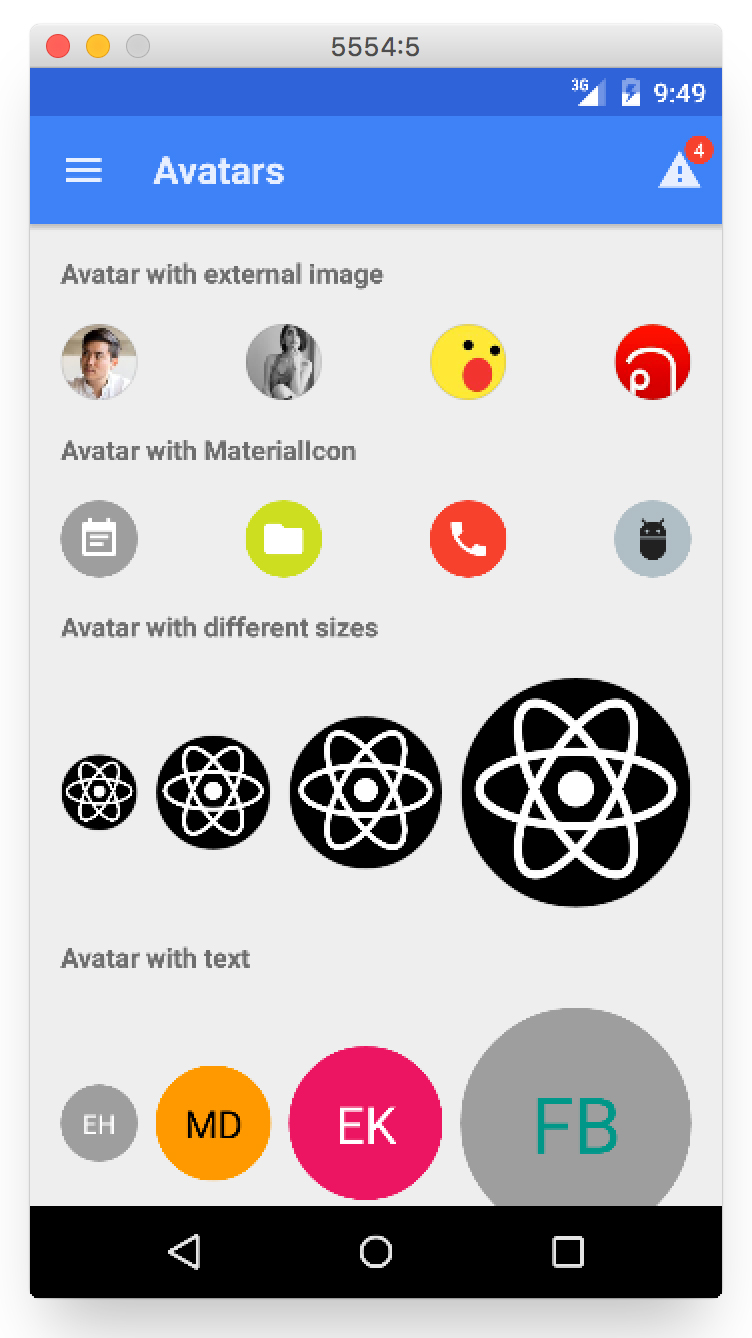 5554:5
3G 9:49
Avatars 4
Avatar with external image
Avatar with MaterialIcon
Avatar with different sizes
Avatar with text
EH MD EK FB